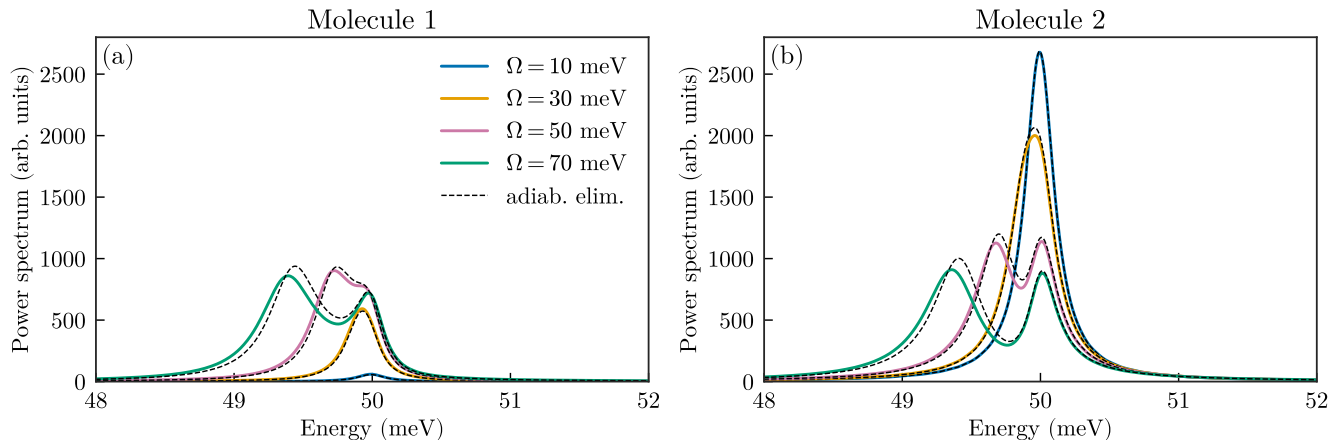 Molecule 1
(a)
Power spectrum (arb. units)
2500
2000
1500
1000
500
0
Ω = 10 meV
Ω = 30 meV
Ω = 50 meV
Ω = 70 meV
adiab. elim.
48 49 50 51 52
Energy (meV)
Molecule 2
(b)
Power spectrum (arb. units)
2500
2000
1500
1000
500
0
48 49 50 51 52
Energy (meV)